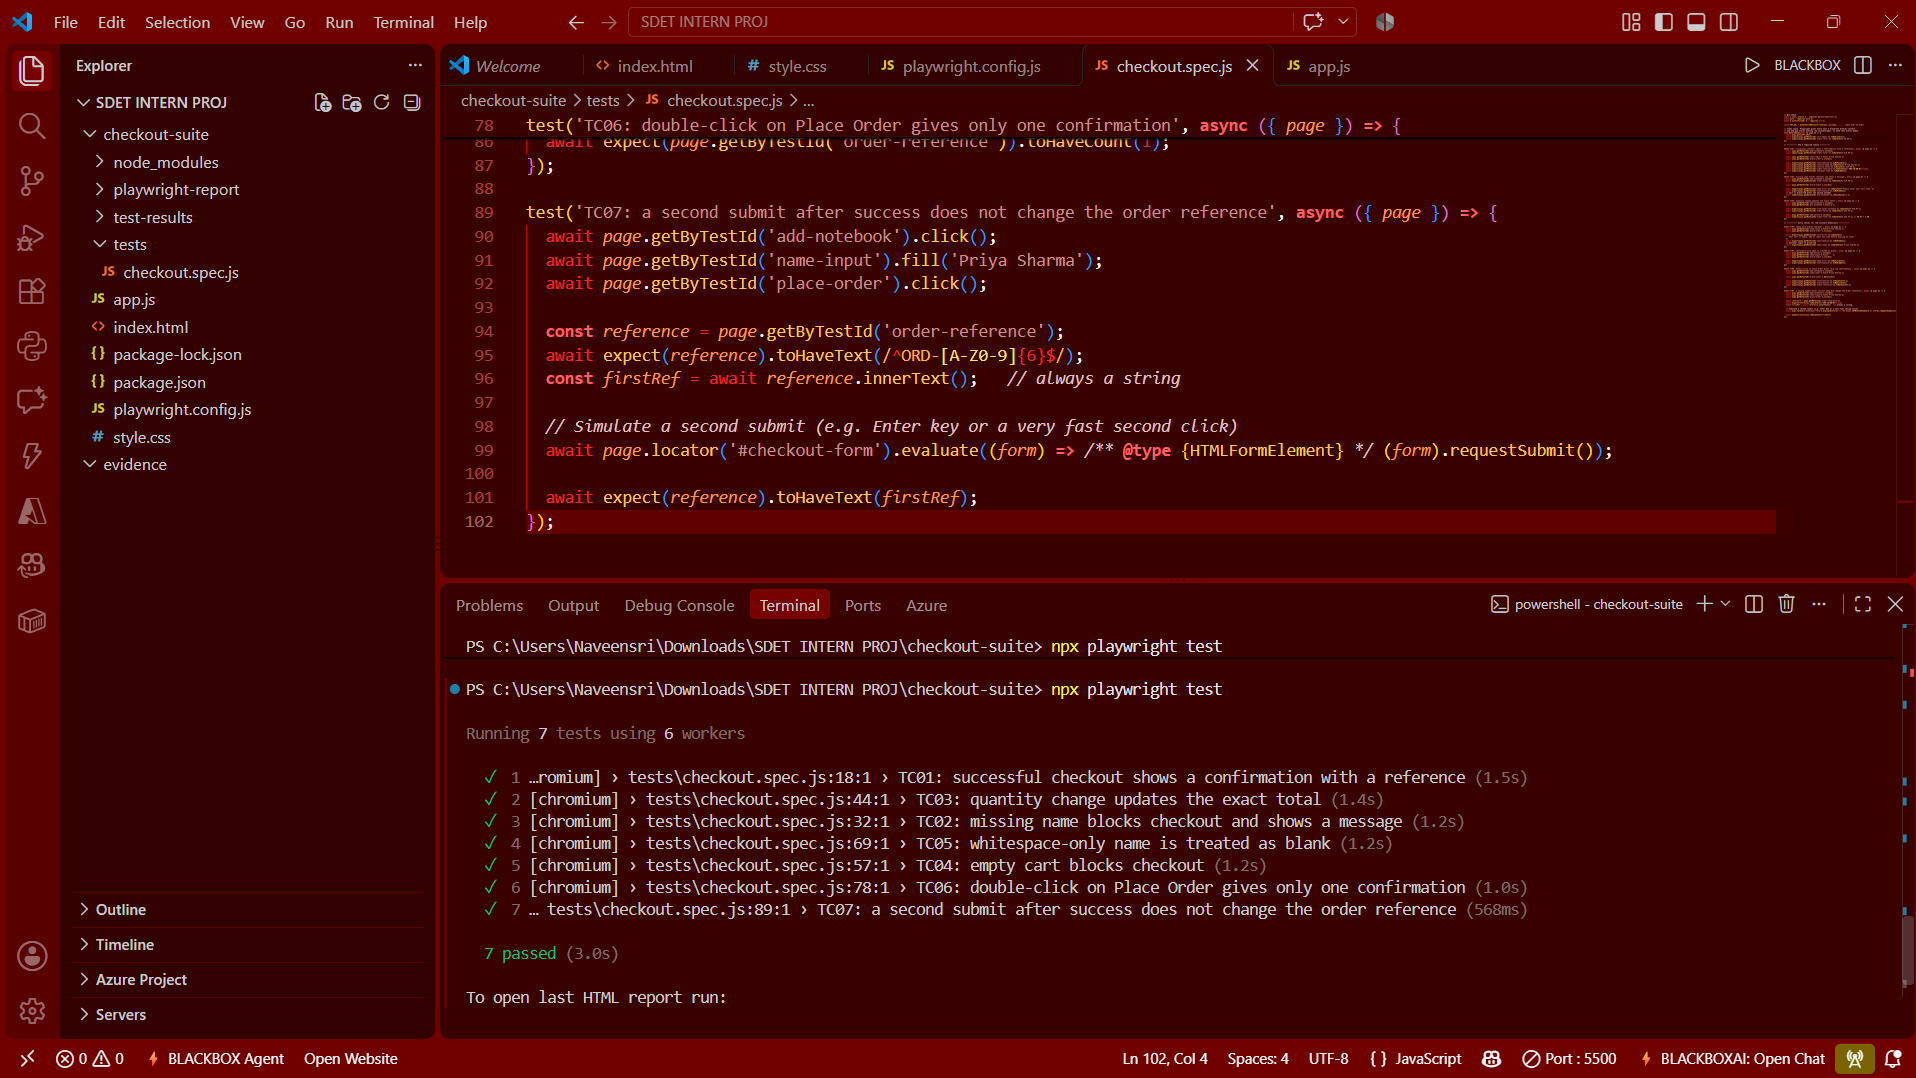 File Edit Selection View Go Run Terminal Help
SDET INTERN PROJ
Explorer
SDET INTERN PROJ
checkout-suite
node_modules
playwright-report
test-results
tests
JS checkout.spec.js
JS app.js
<> index.html
{} package-lock.json
{} package.json
JS playwright.config.js
# style.css
evidence
Outline
Timeline
Azure Project
Servers
Welcome
<> index.html
# style.css
JS playwright.config.js
JS checkout.spec.js
JS app.js
BLACKBOX
checkout-suite > tests > JS checkout.spec.js > ...
78 test('TC06: double-click on Place Order gives only one confirmation', async ({ page }) => {
86 await expect(page.getByTestId('order-reference')).toHaveCount(1);
87 });
88
89 test('TC07: a second submit after success does not change the order reference', async ({ page }) => {
90 await page.getByTestId('add-notebook').click();
91 await page.getByTestId('name-input').fill('Priya Sharma');
92 await page.getByTestId('place-order').click();
93
94 const reference = page.getByTestId('order-reference');
95 await expect(reference).toHaveText(/^ORD-[A-Z0-9]{6}$/);
96 const firstRef = await reference.innerText(); // always a string
97
98 // Simulate a second submit (e.g. Enter key or a very fast second click)
99 await page.locator('#checkout-form').evaluate((form) => /** @type {HTMLFormElement} */ (form).requestSubmit());
100
101 await expect(reference).toHaveText(firstRef);
102 });
Problems Output Debug Console Terminal Ports Azure
powershell - checkout-suite
PS C:\Users\Naveensri\Downloads\SDET INTERN PROJ\checkout-suite> npx playwright test
PS C:\Users\Naveensri\Downloads\SDET INTERN PROJ\checkout-suite> npx playwright test
Running 7 tests using 6 workers
✓ 1 …romium] › tests\checkout.spec.js:18:1 › TC01: successful checkout shows a confirmation with a reference (1.5s)
✓ 2 [chromium] › tests\checkout.spec.js:44:1 › TC03: quantity change updates the exact total (1.4s)
✓ 3 [chromium] › tests\checkout.spec.js:32:1 › TC02: missing name blocks checkout and shows a message (1.2s)
✓ 4 [chromium] › tests\checkout.spec.js:69:1 › TC05: whitespace-only name is treated as blank (1.2s)
✓ 5 [chromium] › tests\checkout.spec.js:57:1 › TC04: empty cart blocks checkout (1.2s)
✓ 6 [chromium] › tests\checkout.spec.js:78:1 › TC06: double-click on Place Order gives only one confirmation (1.0s)
✓ 7 … tests\checkout.spec.js:89:1 › TC07: a second submit after success does not change the order reference (568ms)
7 passed (3.0s)
To open last HTML report run:
0 0 BLACKBOX Agent Open Website
Ln 102, Col 4 Spaces: 4 UTF-8 {} JavaScript Port : 5500 BLACKBOXAI: Open Chat